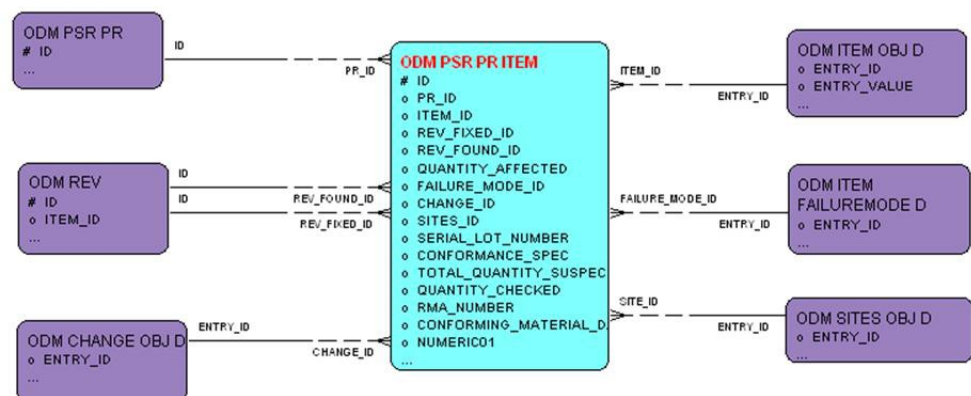 ODM PSR PR
# ID
...
ID
PR_ID
ODM REV
# ID
o ITEM_ID
...
ID
ID
REV_FOUND_ID
REV_FIXED_ID
ODM CHANGE OBJ D
o ENTRY_ID
...
ENTRY_ID
CHANGE_ID
ODM PSR PR ITEM
# ID
o PR_ID
o ITEM_ID
o REV_FIXED_ID
o REV_FOUND_ID
o QUANTITY_AFFECTED
o FAILURE_MODE_ID
o CHANGE_ID
o SITES_ID
o SERIAL_LOT_NUMBER
o CONFORMANCE_SPEC
o TOTAL_QUANTITY_SUSPEC
o QUANTITY_CHECKED
o RMA_NUMBER
o CONFORMING_MATERIAL_D.
o NUMERIC01
...
ITEM_ID
ENTRY_ID
ODM ITEM OBJ D
o ENTRY_ID
o ENTRY_VALUE
...
FAILURE_MODE_ID
ENTRY_ID
ODM ITEM
FAILUREMODE D
o ENTRY_ID
...
SITE_ID
ENTRY_ID
ODM SITES OBJ D
o ENTRY_ID
...